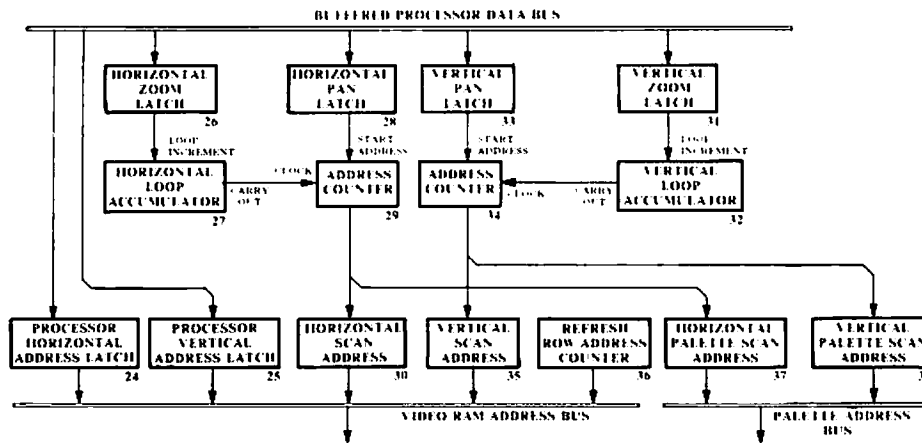 BUFFERED PROCESSOR DATA BUS
HORIZONTAL
ZOOM
LATCH
26
HORIZONTAL
PAN
LATCH
28
VERTICAL
PAN
LATCH
33
VERTICAL
ZOOM
LATCH
31
LOOP
INCREMENT
START
ADDRESS
START
ADDRESS
LOOP
INCREMENT
HORIZONTAL
LOOP
ACCUMULATOR
27
CLOCK
CARRY
OUT
ADDRESS
COUNTER
29
ADDRESS
COUNTER
34
CLOCK
CARRY
OUT
VERTICAL
LOOP
ACCUMULATOR
32
PROCESSOR
HORIZONTAL
ADDRESS LATCH
24
PROCESSOR
VERTICAL
ADDRESS LATCH
25
HORIZONTAL
SCAN
ADDRESS
30
VERTICAL
SCAN
ADDRESS
35
REFRESH
ROW ADDRESS
COUNTER
36
HORIZONTAL
PALETTE SCAN
ADDRESS
37
VERTICAL
PALETTE SCAN
ADDRESS
VIDEO RAM ADDRESS BUS
PALETTE ADDRESS
BUS